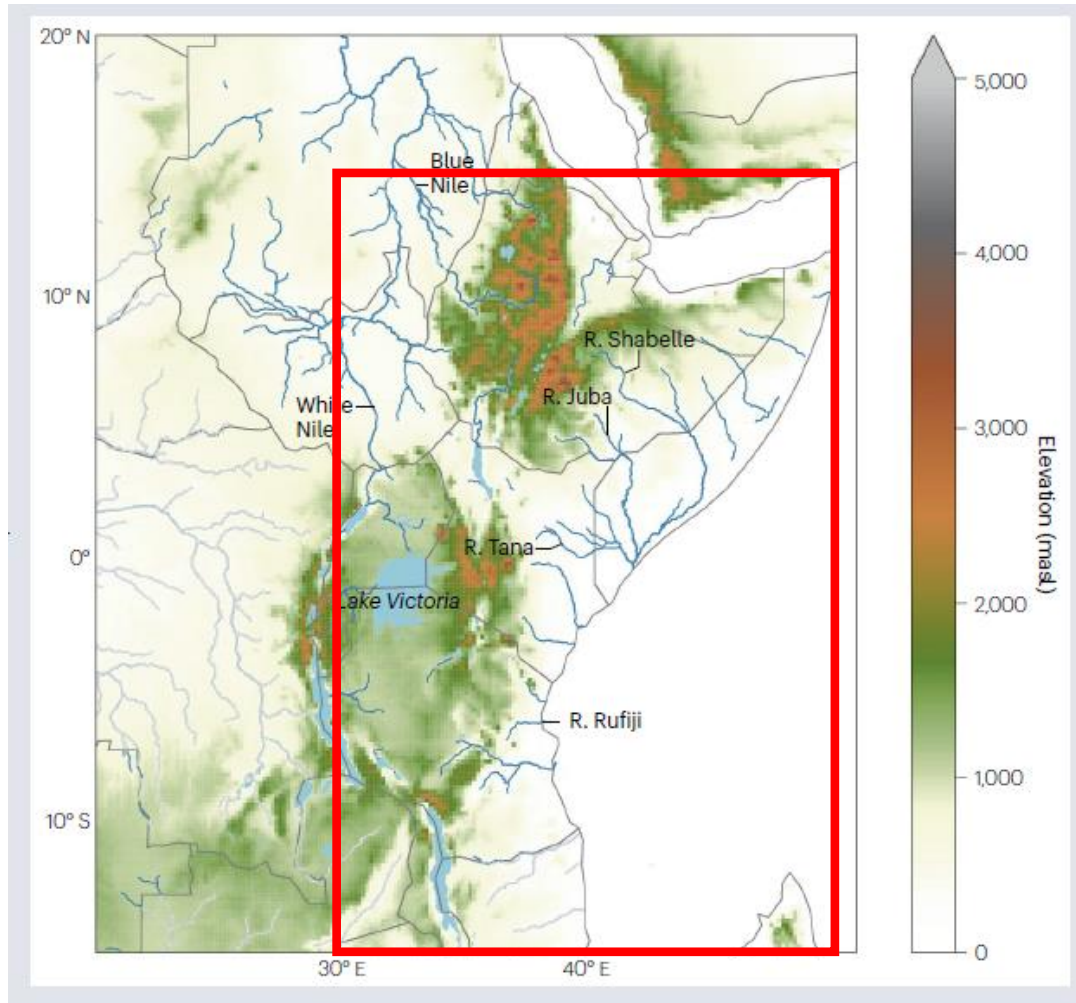 20° N
10° N
0°
10° S
30° E
40° E
Blue
Nile
R. Shabelle
R. Juba
White
Nile
R. Tana
Lake Victoria
R. Rufiji
5,000
4,000
3,000
2,000
1,000
0
Elevation (masl)